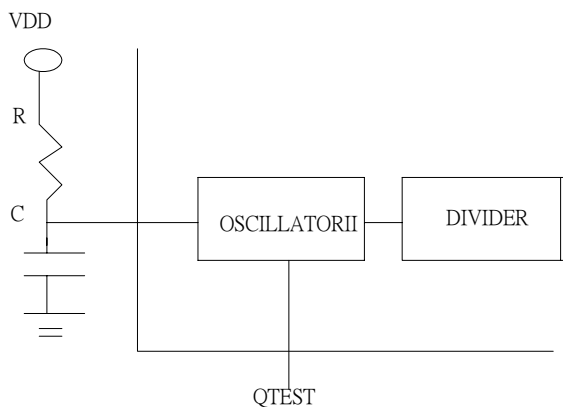 VDD
R
C
OSCILLATORII
DIVIDER
QTEST